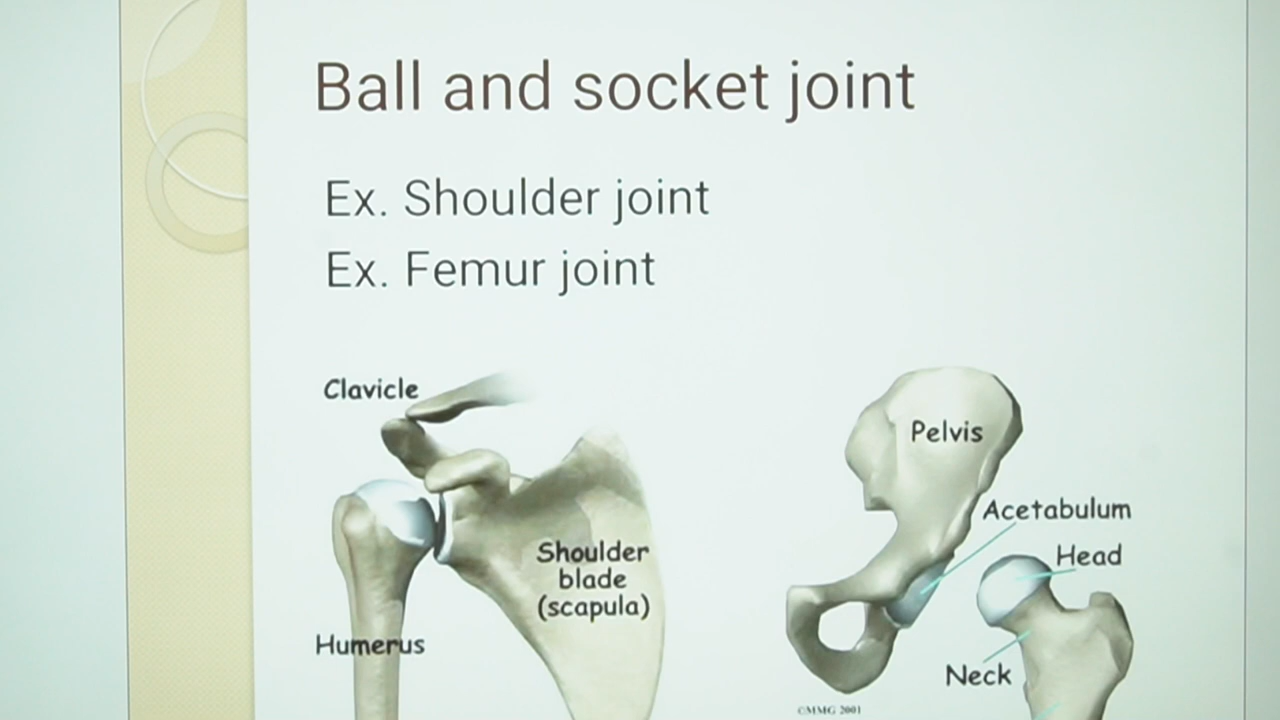 Ball and socket joint
Ex. Shoulder joint
Ex. Femur joint
Clavicle
Shoulder
blade
(scapula)
Humerus
Pelvis
Acetabulum
Head
Neck
©MMG 2001